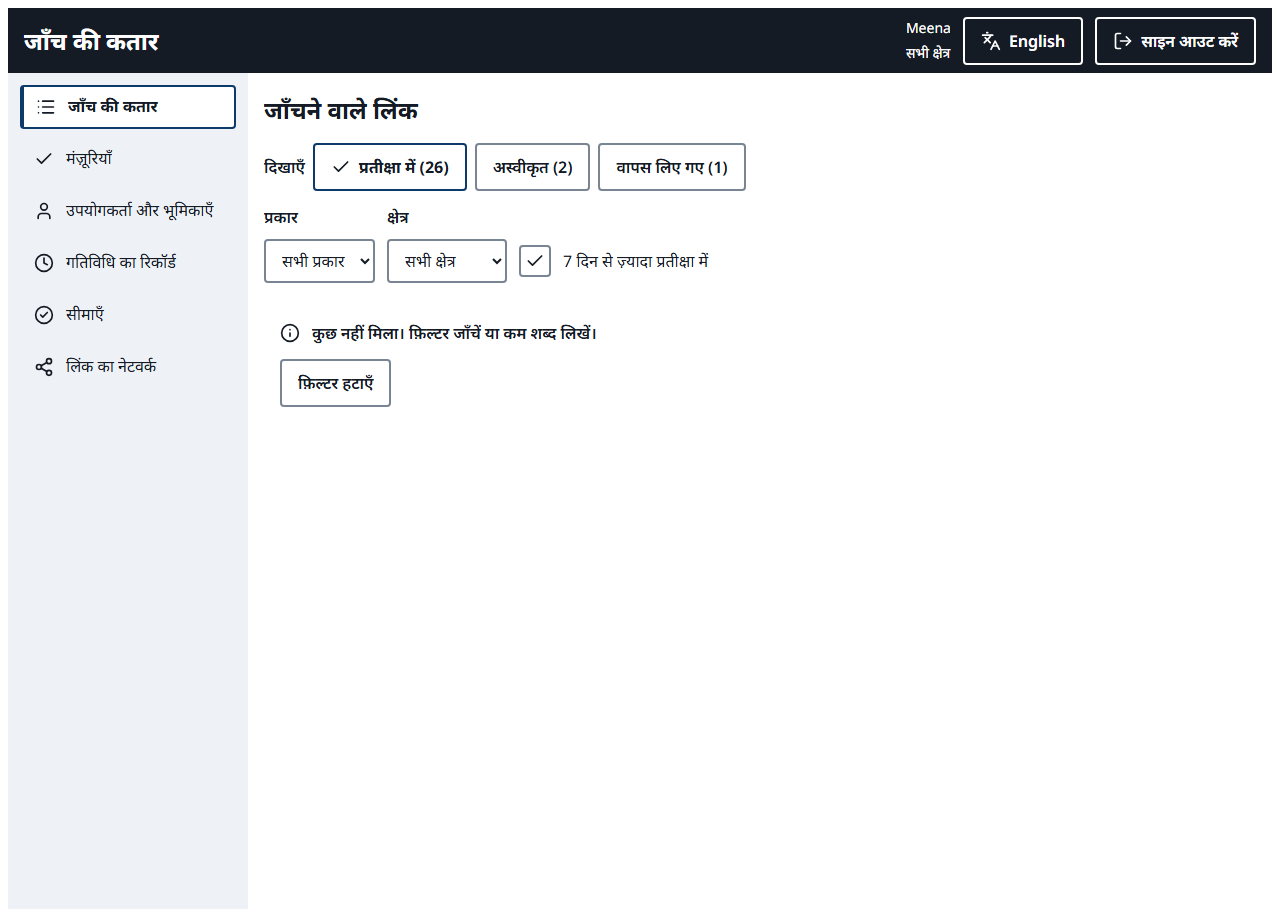 जाँच की कतार
Meena
सभी क्षेत्र
English
साइन आउट करें
जाँच की कतार
मंज़ूरियाँ
उपयोगकर्ता और भूमिकाएँ
गतिविधि का रिकॉर्ड
सीमाएँ
लिंक का नेटवर्क
जाँचने वाले लिंक
दिखाएँ
प्रतीक्षा में (26)
अस्वीकृत (2)
वापस लिए गए (1)
प्रकार
क्षेत्र
सभी प्रकार
सभी क्षेत्र
7 दिन से ज़्यादा प्रतीक्षा में
कुछ नहीं मिला। फ़िल्टर जाँचें या कम शब्द लिखें।
फ़िल्टर हटाएँ